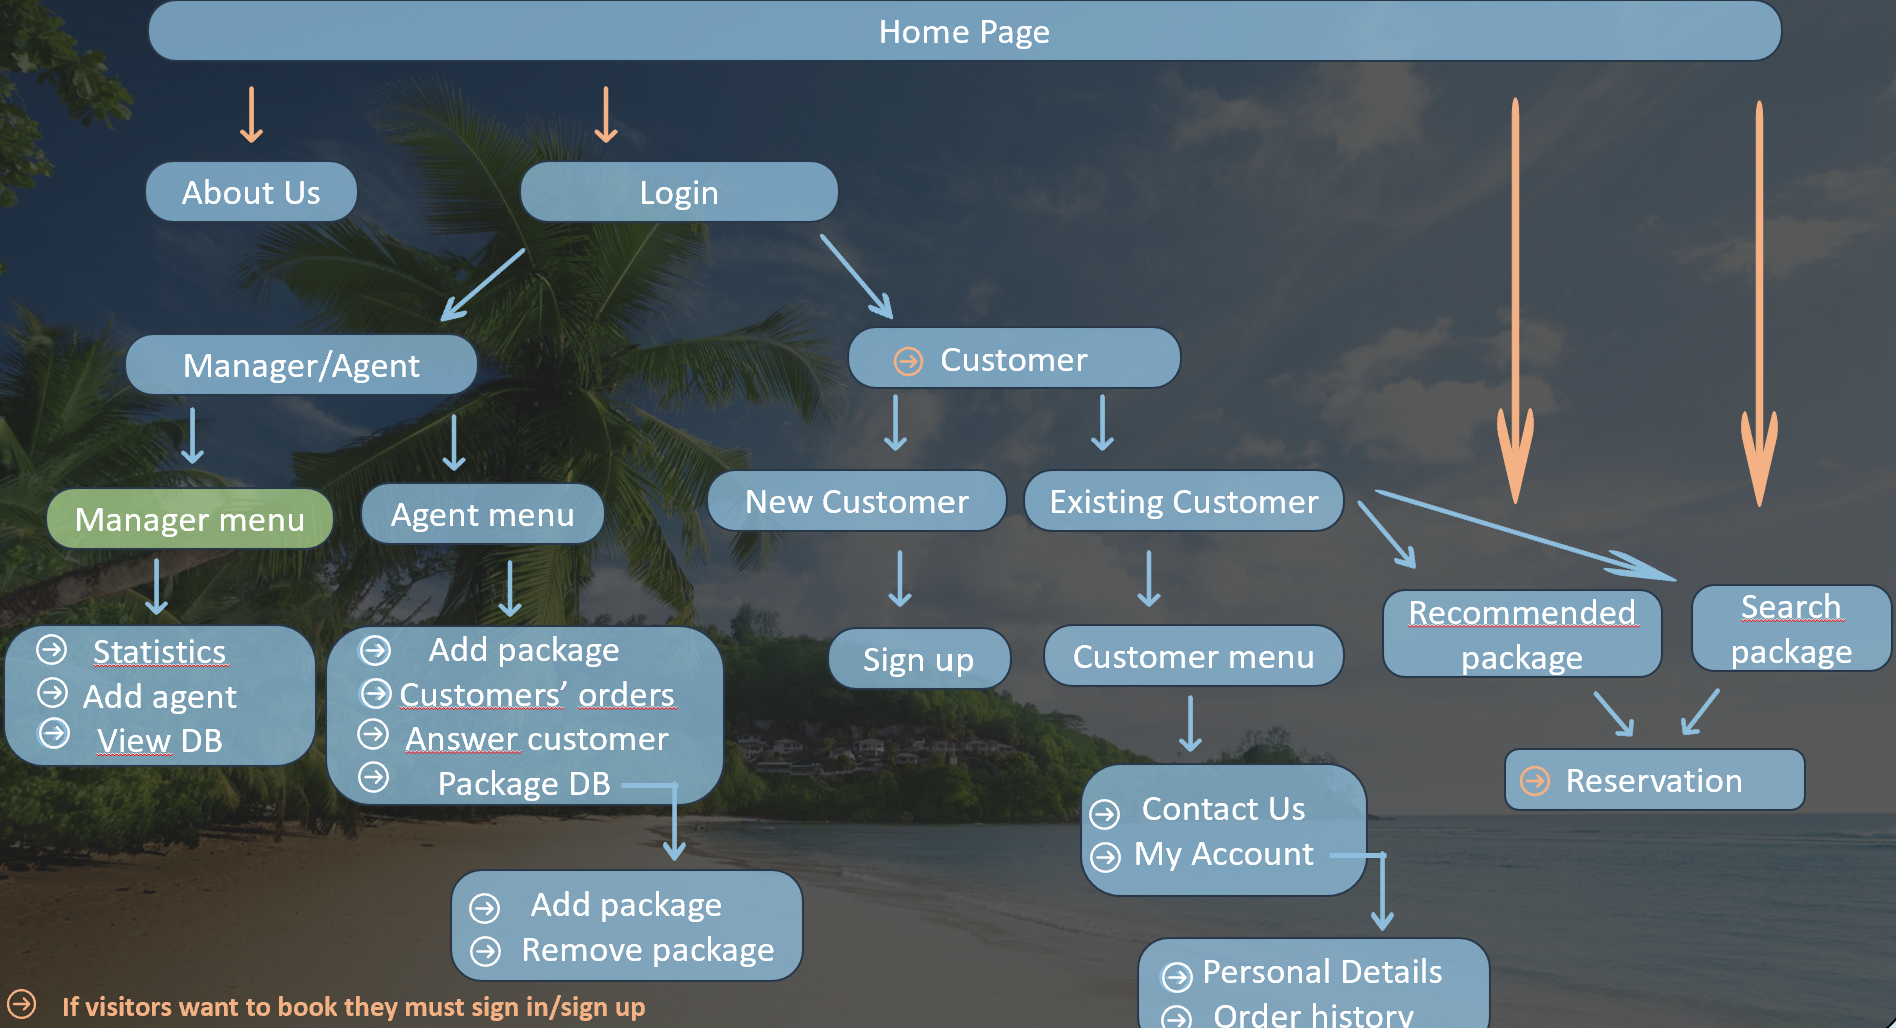 Home Page
About Us
Login
Manager/Agent
Customer
Manager menu
Agent menu
New Customer
Existing Customer
Statistics
Add agent
View DB
Add package
Customers’ orders
Answer customer
Package DB
Sign up
Customer menu
Recommended
package
Search
package
Reservation
Contact Us
My Account
Add package
Remove package
Personal Details
Order history
If visitors want to book they must sign in/sign up